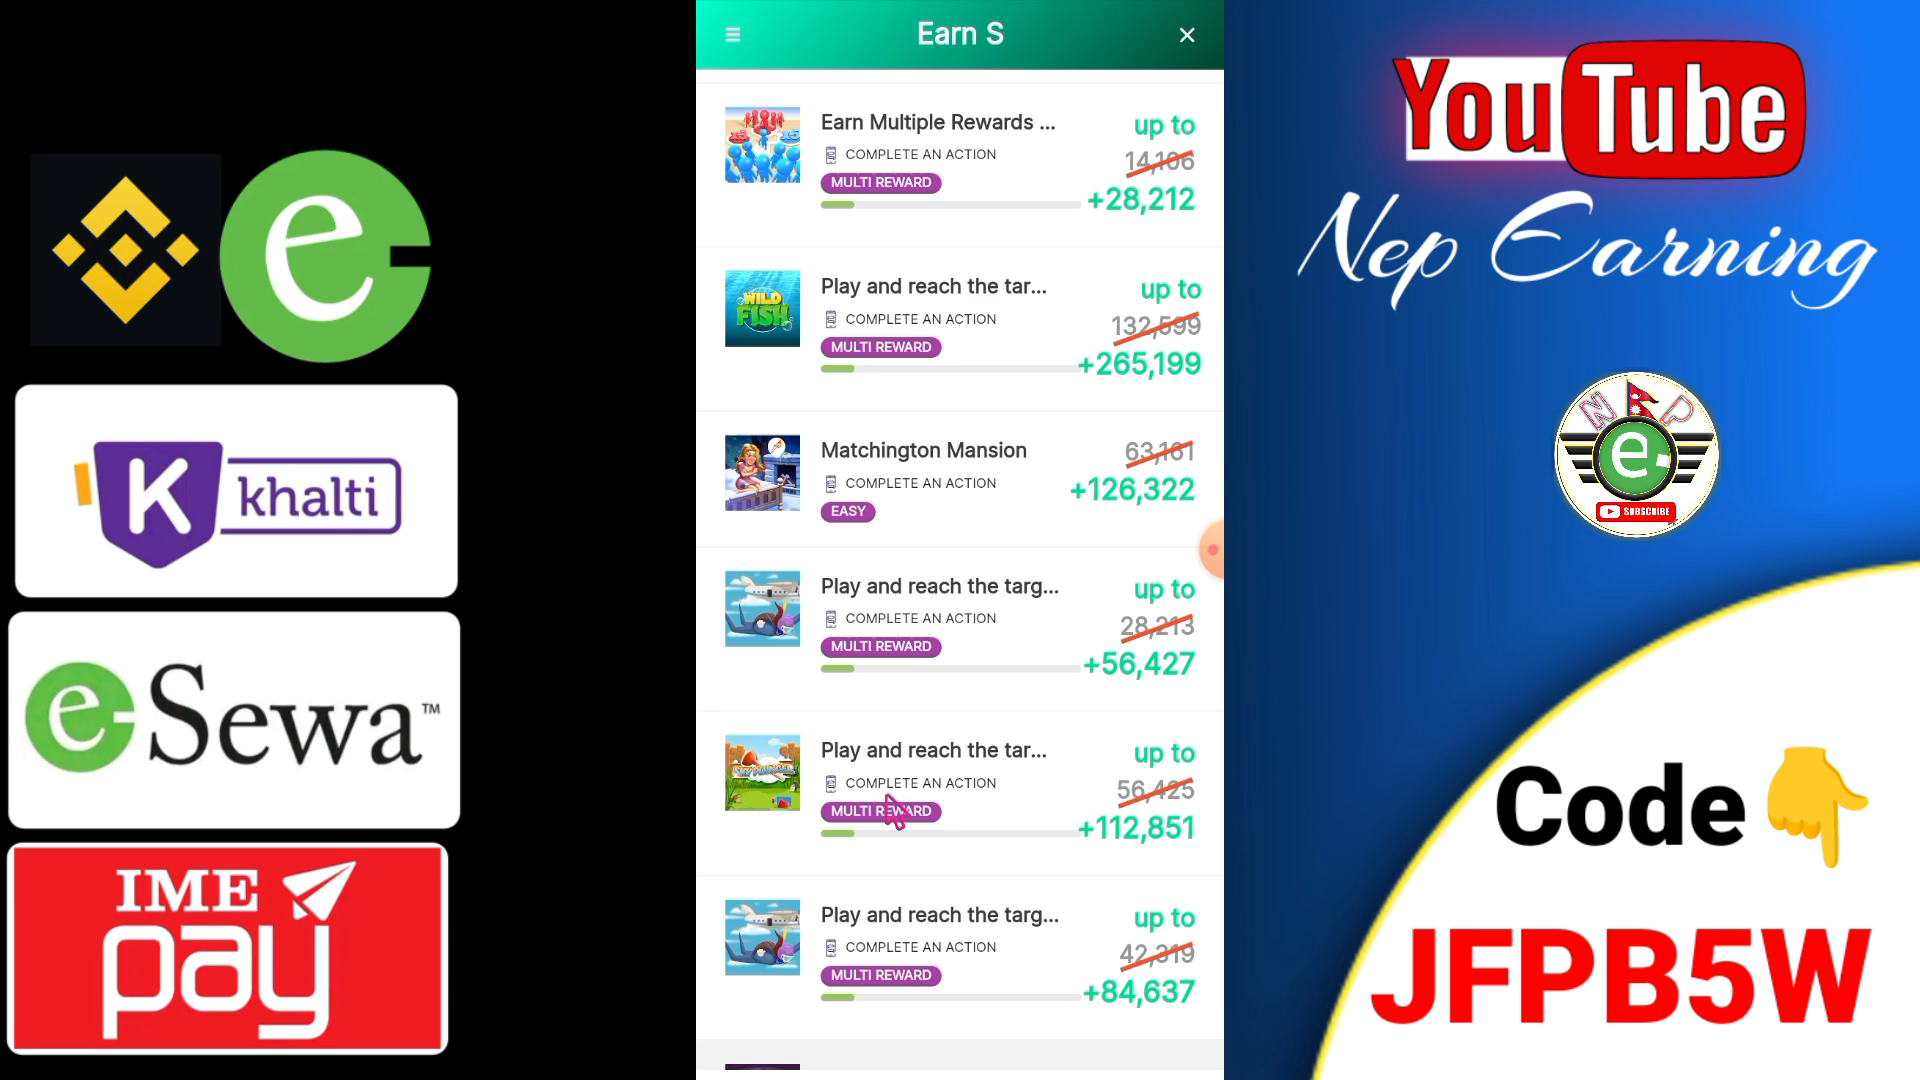 e
K khalti
e Sewa™
IME
pay
Earn S
Earn Multiple Rewards ...
COMPLETE AN ACTION
MULTI REWARD
up to
14,106
+28,212
WILD
FISH
Play and reach the tar...
COMPLETE AN ACTION
MULTI REWARD
up to
132,599
+265,199
Matchington Mansion
COMPLETE AN ACTION
EASY
63,161
+126,322
Play and reach the targ...
COMPLETE AN ACTION
MULTI REWARD
up to
28,213
+56,427
Play and reach the tar...
COMPLETE AN ACTION
MULTI REWARD
up to
56,425
+112,851
Play and reach the targ...
COMPLETE AN ACTION
MULTI REWARD
up to
42,319
+84,637
YouTube
Nep Earning
N P
e
SUBSCRIBE
Code
JFPB5W